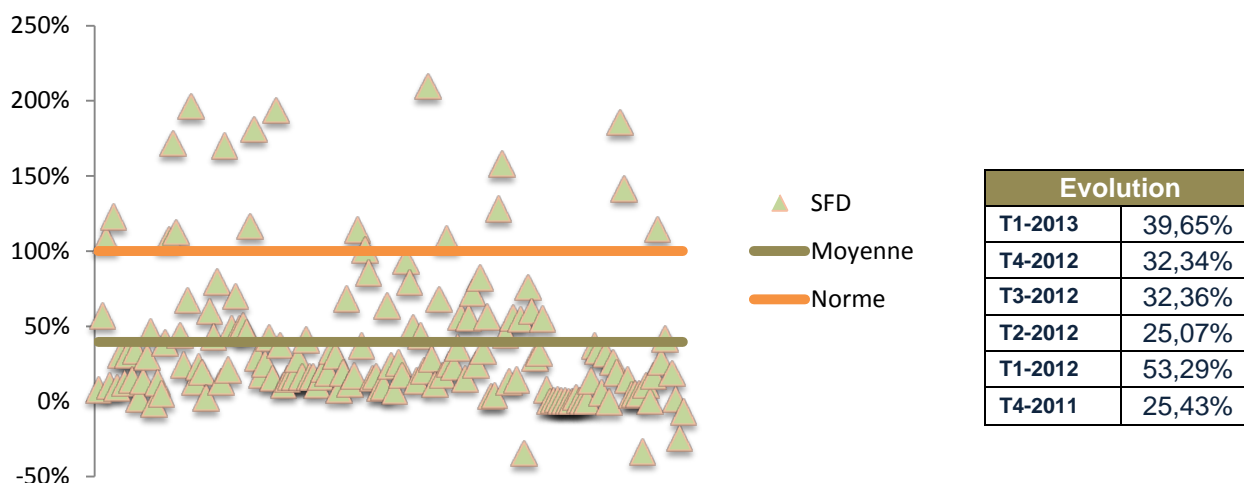 250%
200%
150%
100%
50%
0%
-50%
SFD
Moyenne
Norme
Evolution
T1-2013 39,65%
T4-2012 32,34%
T3-2012 32,36%
T2-2012 25,07%
T1-2012 53,29%
T4-2011 25,43%